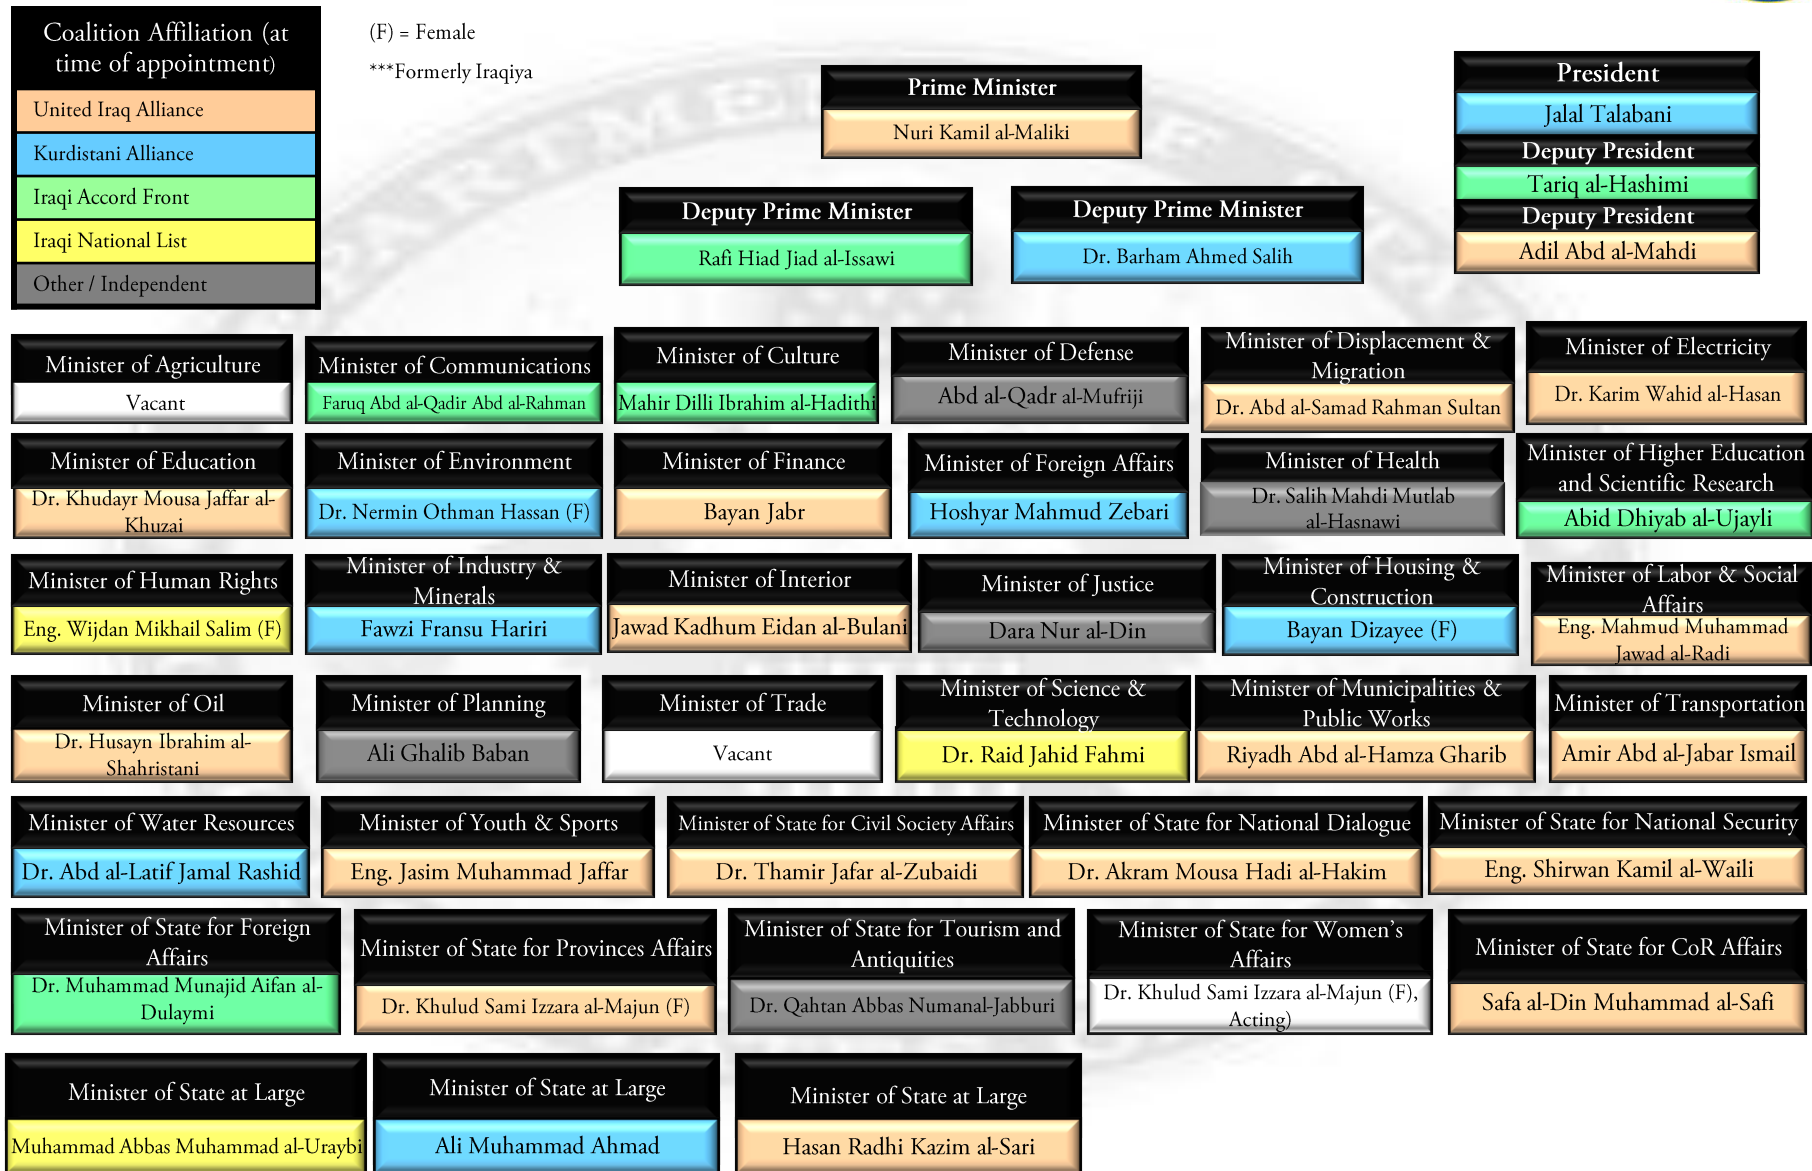 Coalition Affiliation (at
time of appointment)
United Iraq Alliance
Kurdistani Alliance
Iraqi Accord Front
Iraqi National List
Other / Independent
(F) = Female
***Formerly Iraqiya
Prime Minister
Nuri Kamil al-Maliki
President
Jalal Talabani
Deputy President
Tariq al-Hashimi
Deputy President
Adil Abd al-Mahdi
Deputy Prime Minister
Rafi Hiad Jiad al-Issawi
Deputy Prime Minister
Dr. Barham Ahmed Salih
Minister of Agriculture
Vacant
Minister of Communications
Faruq Abd al-Qadir Abd al-Rahman
Minister of Culture
Mahir Dilli Ibrahim al-Hadithi
Minister of Defense
Abd al-Qadr al-Mufriji
Minister of Displacement &
Migration
Dr. Abd al-Samad Rahman Sultan
Minister of Electricity
Dr. Karim Wahid al-Hasan
Minister of Education
Dr. Khudayr Mousa Jaffar al-
Khuzai
Minister of Environment
Dr. Nermin Othman Hassan (F)
Minister of Finance
Bayan Jabr
Minister of Foreign Affairs
Hoshyar Mahmud Zebari
Minister of Health
Dr. Salih Mahdi Mutlab
al-Hasnawi
Minister of Higher Education
and Scientific Research
Abid Dhiyab al-Ujayli
Minister of Human Rights
Eng. Wijdan Mikhail Salim (F)
Minister of Industry &
Minerals
Fawzi Fransu Hariri
Minister of Interior
Jawad Kadhum Eidan al-Bulani
Minister of Justice
Dara Nur al-Din
Minister of Housing &
Construction
Bayan Dizayee (F)
Minister of Labor & Social
Affairs
Eng. Mahmud Muhammad
Jawad al-Radi
Minister of Oil
Dr. Husayn Ibrahim al-
Shahristani
Minister of Planning
Ali Ghalib Baban
Minister of Trade
Vacant
Minister of Science &
Technology
Dr. Raid Jahid Fahmi
Minister of Municipalities &
Public Works
Riyadh Abd al-Hamza Gharib
Minister of Transportation
Amir Abd al-Jabar Ismail
Minister of Water Resources
Dr. Abd al-Latif Jamal Rashid
Minister of Youth & Sports
Eng. Jasim Muhammad Jaffar
Minister of State for Civil Society Affairs
Dr. Thamir Jafar al-Zubaidi
Minister of State for National Dialogue
Dr. Akram Mousa Hadi al-Hakim
Minister of State for National Security
Eng. Shirwan Kamil al-Waili
Minister of State for Foreign
Affairs
Dr. Muhammad Munajid Aifan al-
Dulaymi
Minister of State for Provinces Affairs
Dr. Khulud Sami Izzara al-Majun (F)
Minister of State for Tourism and
Antiquities
Dr. Qahtan Abbas Numanal-Jabburi
Minister of State for Women's
Affairs
Dr. Khulud Sami Izzara al-Majun (F),
Acting)
Minister of State for CoR Affairs
Safa al-Din Muhammad al-Safi
Minister of State at Large
Muhammad Abbas Muhammad al-Uraybi
Minister of State at Large
Ali Muhammad Ahmad
Minister of State at Large
Hasan Radhi Kazim al-Sari